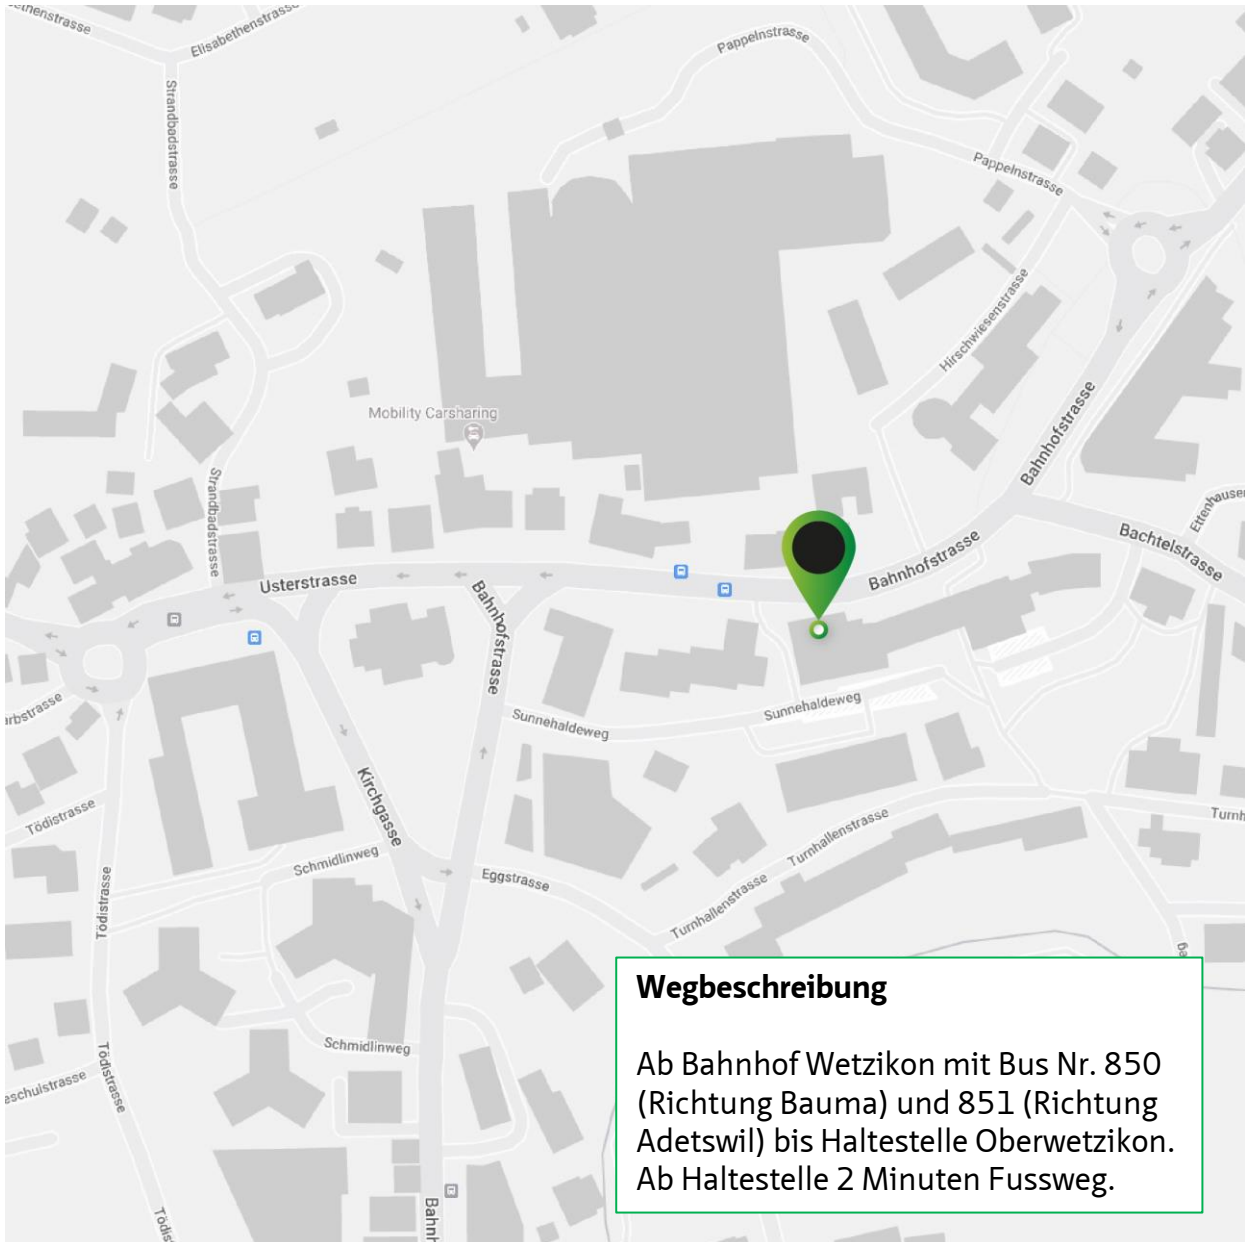 Elisabethenstrasse
Pappelnstrasse
Strandbadstrasse
Pappelnstrasse
Hirschwiesenstrasse
Mobility Carsharing
Bahnhofstrasse
Strandbadstrasse
Ettenhauser
Bachtelstrasse
Bahnhofstrasse
Usterstrasse
Bahnhofstrasse
Sunnehaldeweg
Sunnehaldeweg
Kirchgasse
Tödistrasse
Turnhallenstrasse
Schmidlinweg
Eggstrasse
Turnhallenstrasse
Tödistrasse
Schmidlinweg
Tödistrasse
Wegbeschreibung
Ab Bahnhof Wetzikon mit Bus Nr. 850
(Richtung Bauma) und 851 (Richtung
Adetswil) bis Haltestelle Oberwetzikon.
Ab Haltestelle 2 Minuten Fussweg.